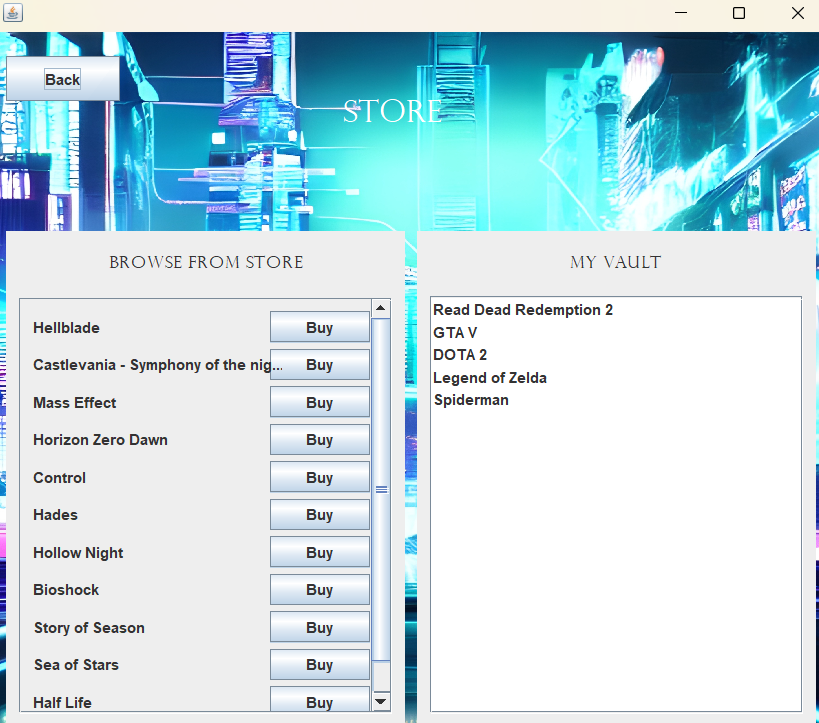 Back
STORE
BROWSE FROM STORE
Hellblade Buy
Castlevania - Symphony of the nig... Buy
Mass Effect Buy
Horizon Zero Dawn Buy
Control Buy
Hades Buy
Hollow Night Buy
Bioshock Buy
Story of Season Buy
Sea of Stars Buy
Half Life Buy
MY VAULT
Read Dead Redemption 2
GTA V
DOTA 2
Legend of Zelda
Spiderman